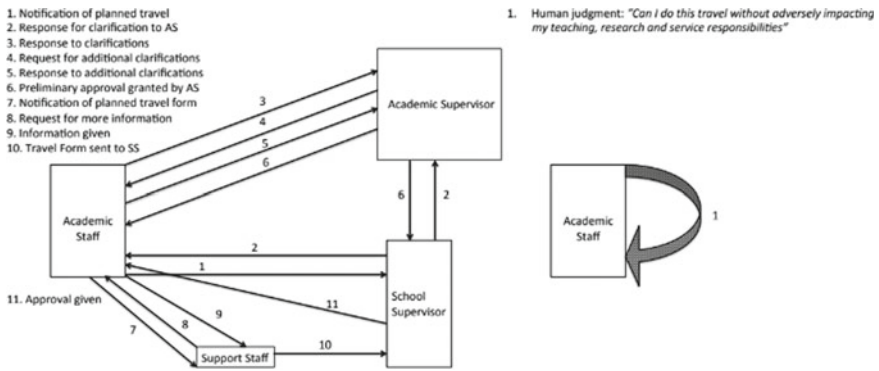 1. Notification of planned travel
2. Response for clarification to AS
3. Response to clarifications
4. Request for additional clarifications
5. Response to additional clarifications
6. Preliminary approval granted by AS
7. Notification of planned travel form
8. Request for more information
9. Information given
10. Travel Form sent to SS
11. Approval given
Academic Supervisor
3
4
5
6
6
2
Academic
Staff
2
1
11
School
Supervisor
7
8
9
10
Support Staff
1. Human judgment: "Can I do this travel without adversely impacting
my teaching, research and service responsibilities"
Academic
Staff
1